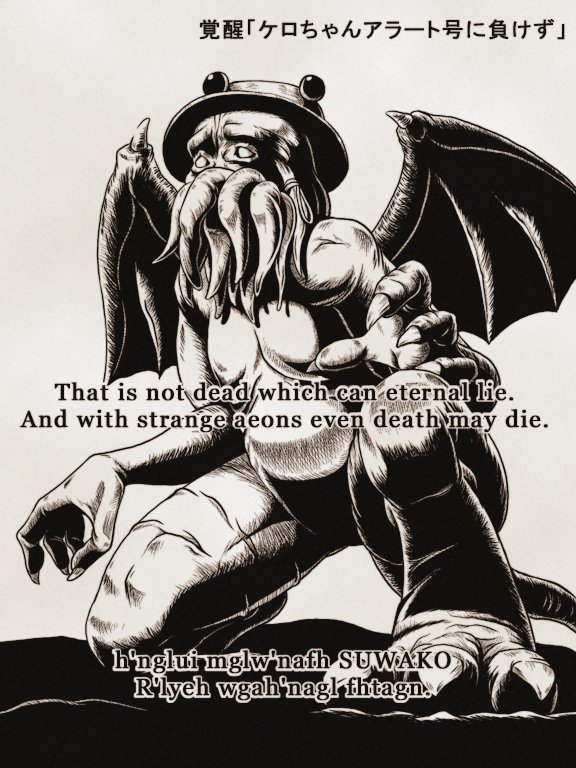 覚醒「ケロちゃんアラート号に負けず」
That is not dead which can eternal lie.
And with strange aeons even death may die.
h'nglui mglw'nafh SUWAKO
R'lyeh wgah'nagl fhtagn.